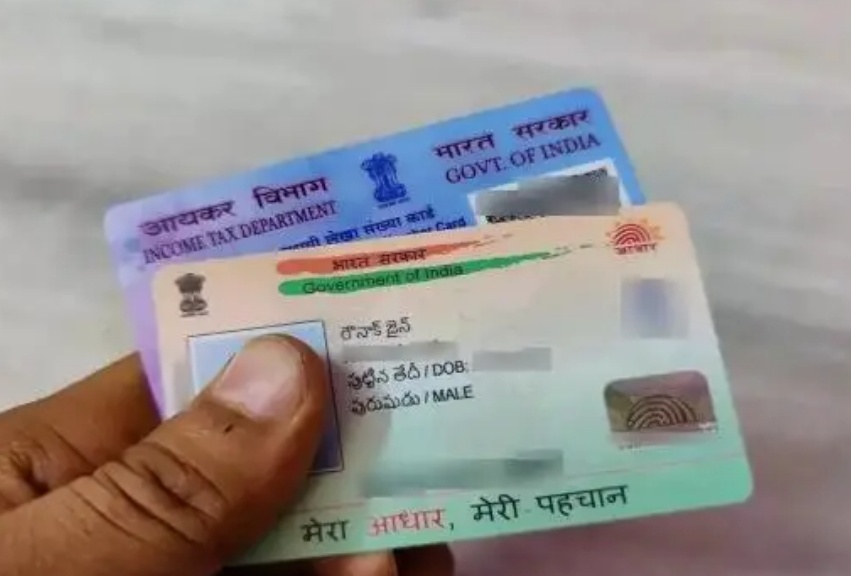 आयकर विभाग
INCOME TAX DEPARTMENT
भारत सरकार
GOVT. OF INDIA
लेखा संख्या कार्ड
Card
भारत सरकार
Government of India
आधार
రౌనాక్ జైన్
పుట్టిన తేదీ / DOB:
పురుషుడు / MALE
मेरा आधार, मेरी पहचान